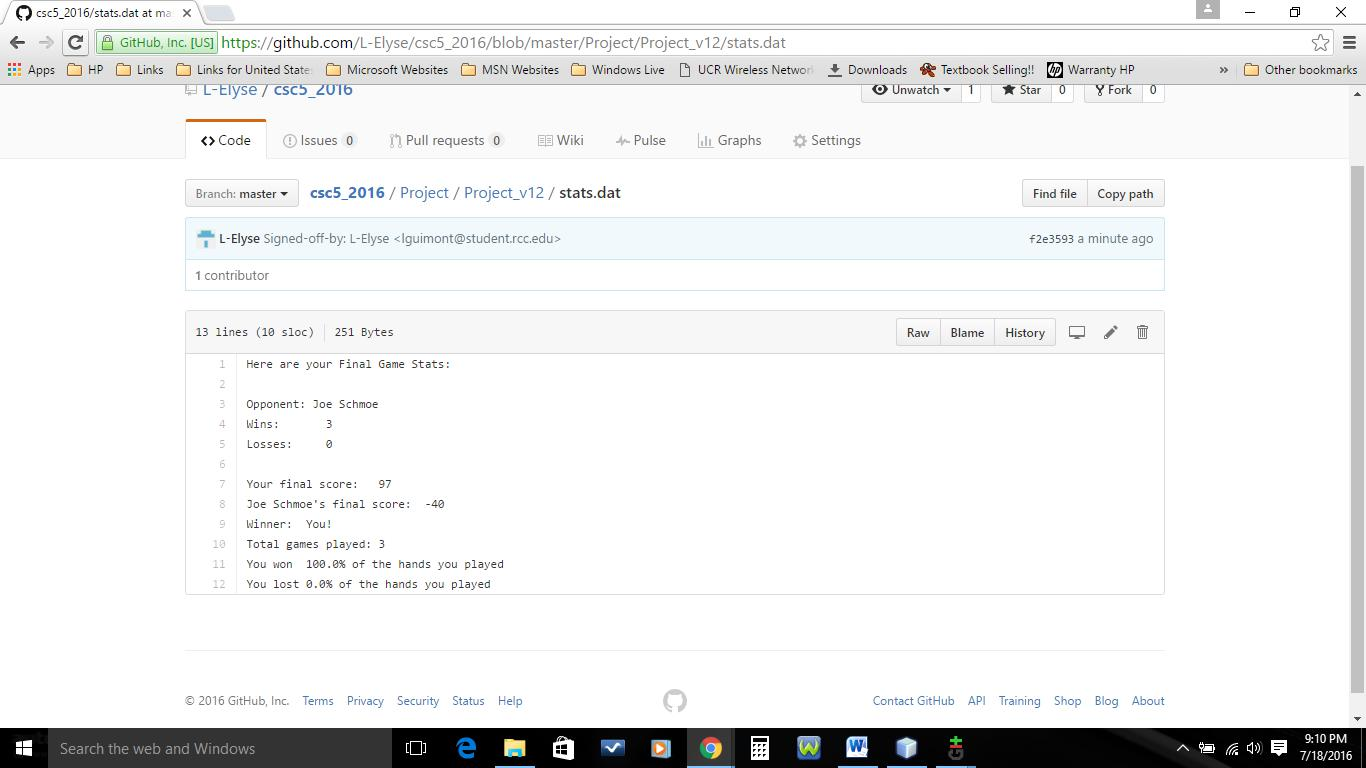 csc5_2016/stats.dat at ma
GitHub, Inc. [US] https://github.com/L-Elyse/csc5_2016/blob/master/Project/Project_v12/stats.dat
Apps HP Links Links for United States Microsoft Websites MSN Websites Windows Live UCR Wireless Networ Downloads Textbook Selling!! Warranty HP » Other bookmarks
L-Elyse / csc5_2016 Unwatch 1 Star 0 Fork 0
Code Issues 0 Pull requests 0 Wiki Pulse Graphs Settings
Branch: master csc5_2016 / Project / Project_v12 / stats.dat Find file Copy path
L-Elyse Signed-off-by: L-Elyse <lguimont@student.rcc.edu> f2e3593 a minute ago
1 contributor
13 lines (10 sloc) 251 Bytes Raw Blame History
1 Here are your Final Game Stats:
2
3 Opponent: Joe Schmoe
4 Wins: 3
5 Losses: 0
6
7 Your final score: 97
8 Joe Schmoe's final score: -40
9 Winner: You!
10 Total games played: 3
11 You won 100.0% of the hands you played
12 You lost 0.0% of the hands you played
© 2016 GitHub, Inc. Terms Privacy Security Status Help Contact GitHub API Training Shop Blog About
Search the web and Windows
9:10 PM
7/18/2016